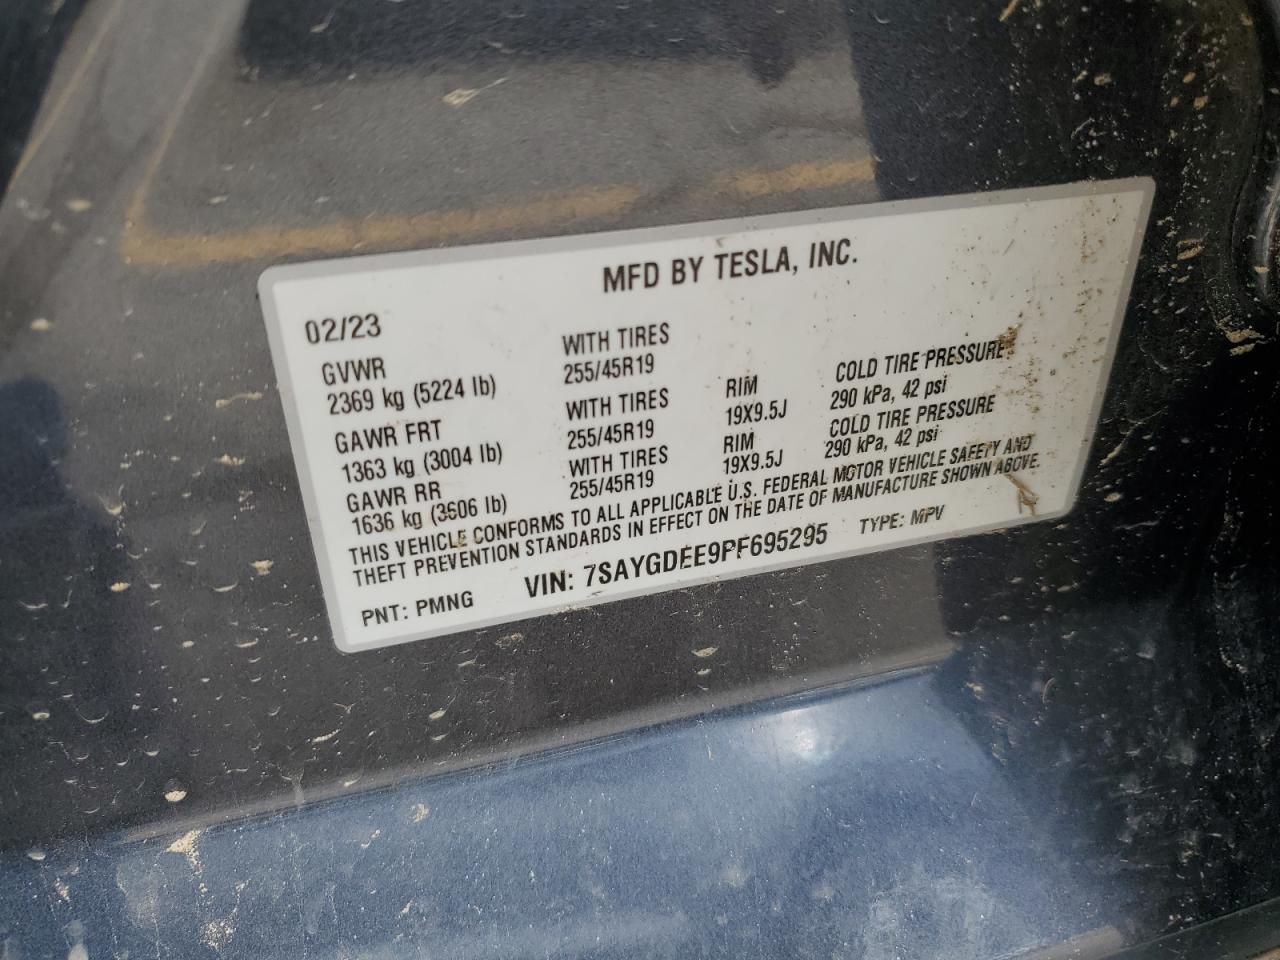 MFD BY TESLA, INC.
02/23
GVWR WITH TIRES
2369 kg (5224 lb) 255/45R19
GAWR FRT WITH TIRES RIM COLD TIRE PRESSURE
1363 kg (3004 lb) 255/45R19 19X9.5J 290 kPa, 42 psi
GAWR RR WITH TIRES RIM COLD TIRE PRESSURE
1636 kg (3606 lb) 255/45R19 19X9.5J 290 kPa, 42 psi
THIS VEHICLE CONFORMS TO ALL APPLICABLE U.S. FEDERAL MOTOR VEHICLE SAFETY AND
THEFT PREVENTION STANDARDS IN EFFECT ON THE DATE OF MANUFACTURE SHOWN ABOVE.
PNT: PMNG VIN: 7SAYGDEE9PF695295 TYPE: MPV